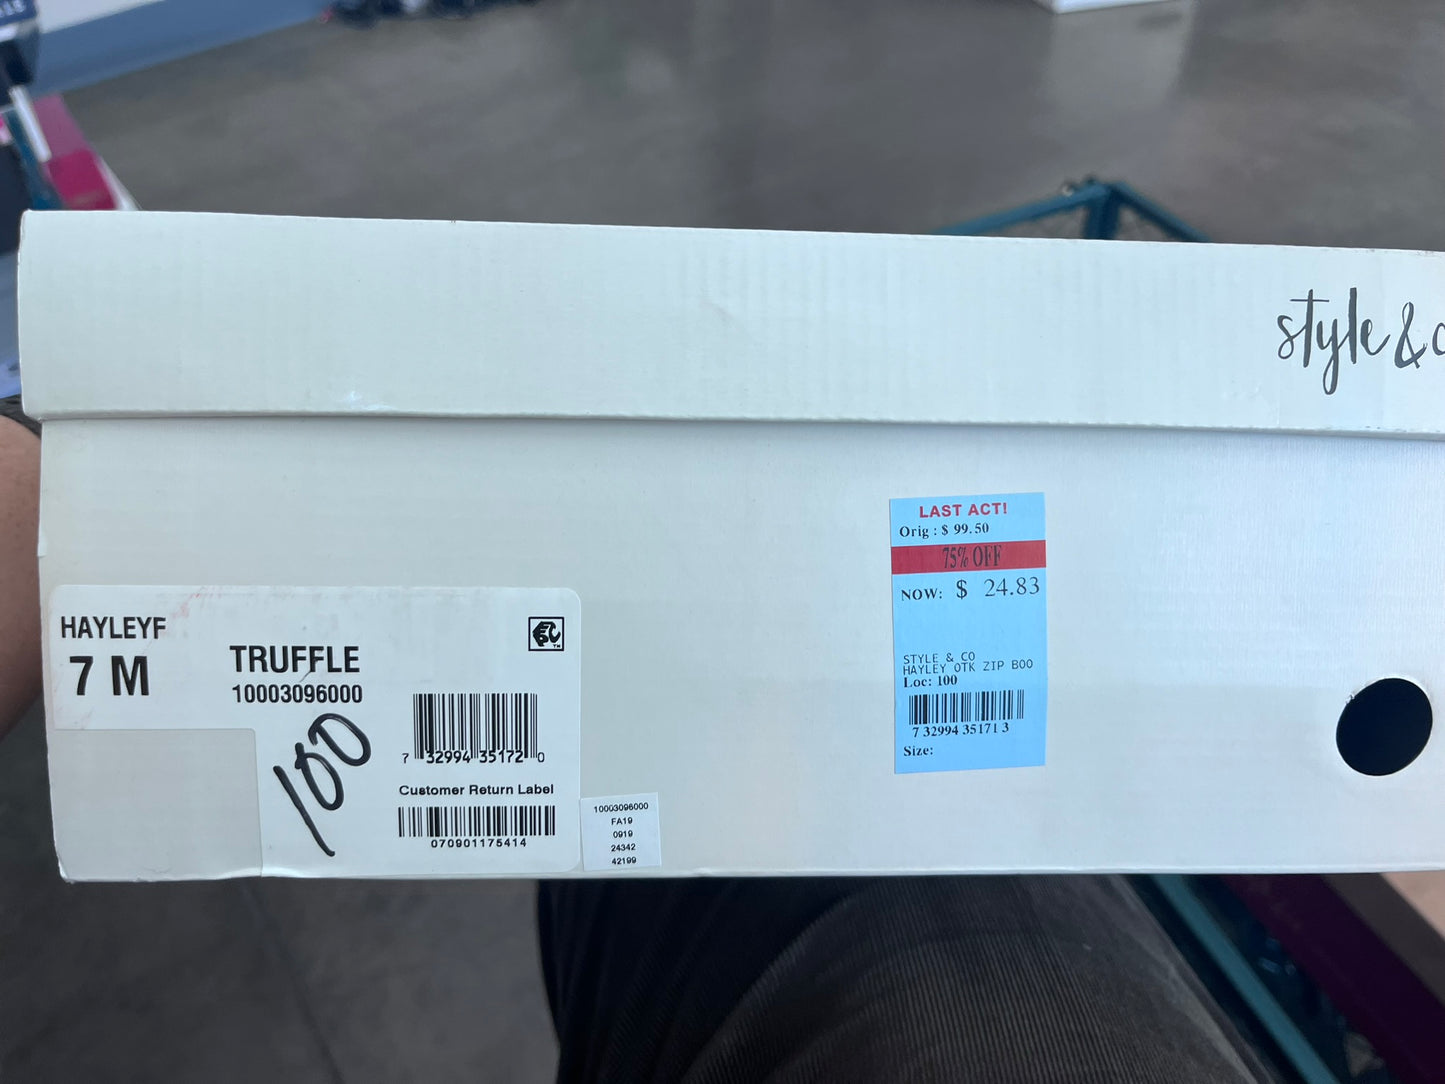 style & c
LAST ACT!
Orig : $ 99.50
75% OFF
NOW: $ 24.83
STYLE & CO
HAYLEY OTK ZIP BOO
Loc: 100
7 32994 35171 3
Size:
HAYLEYF
7 M
TRUFFLE
10003096000
100
7 32994 35172 0
Customer Return Label
070901175414
10003096000
FA19
0919
24342
42199